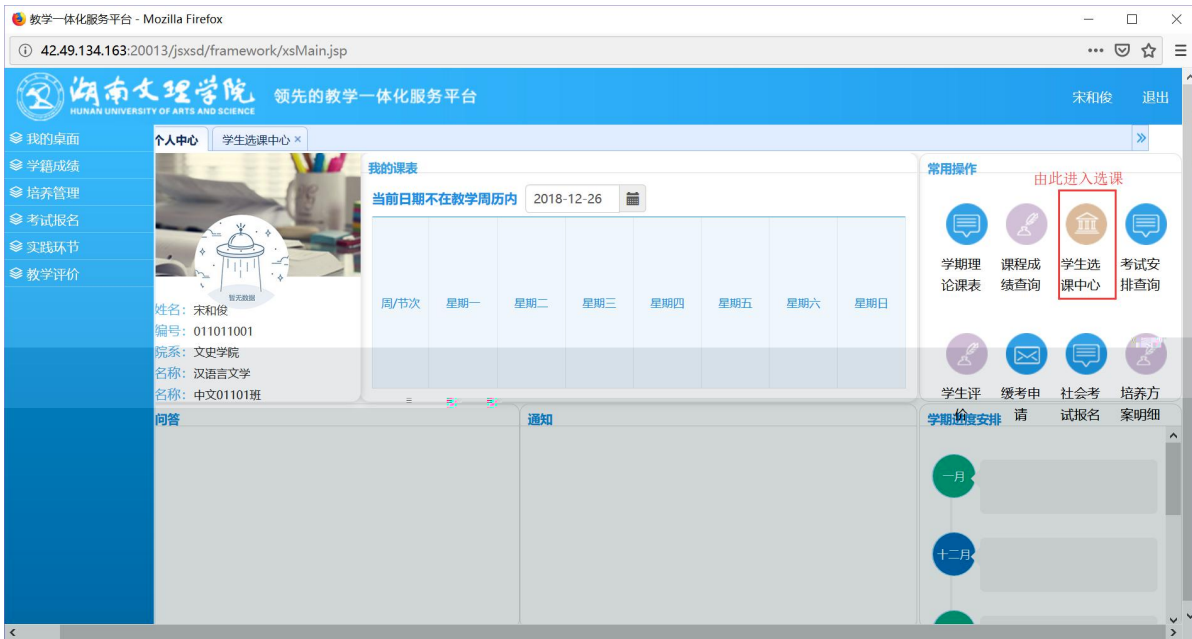 教学一体化服务平台 - Mozilla Firefox
42.49.134.163:20013/jsxsd/framework/xsMain.jsp
湖南文理学院
HUNAN UNIVERSITY OF ARTS AND SCIENCE
领先的教学一体化服务平台
宋和俊 退出
我的桌面
学籍成绩
培养管理
考试报名
实践环节
教学评价
个人中心 学生选课中心
暂无数据
姓名：宋和俊
编号：011011001
院系：文史学院
名称：汉语言文学
名称：中文01101班
我的课表
当前日期不在教学周历内 2018-12-26
周/节次 星期一 星期二 星期三 星期四 星期五 星期六 星期日
常用操作
由此进入选课
学期理论课表
课程成绩查询
学生选课中心
考试安排查询
学生评价
缓考申请
社会考试报名
培养方案明细
问答
通知
学期进度安排
一月
十二月